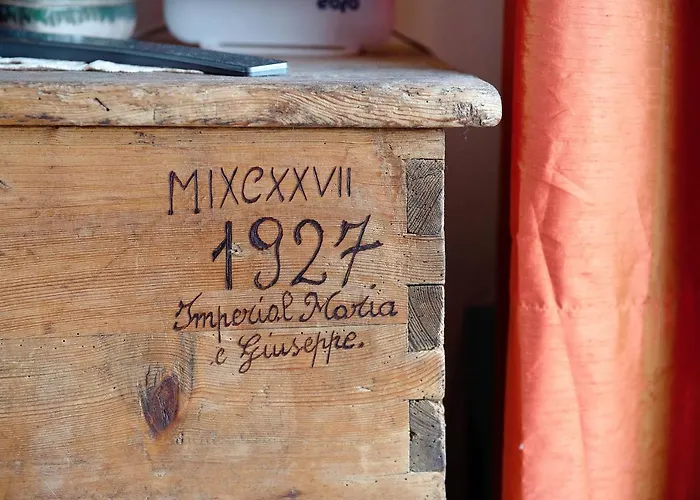 MIXCXXVII
1927
Imperial Maria
e Giuseppe.